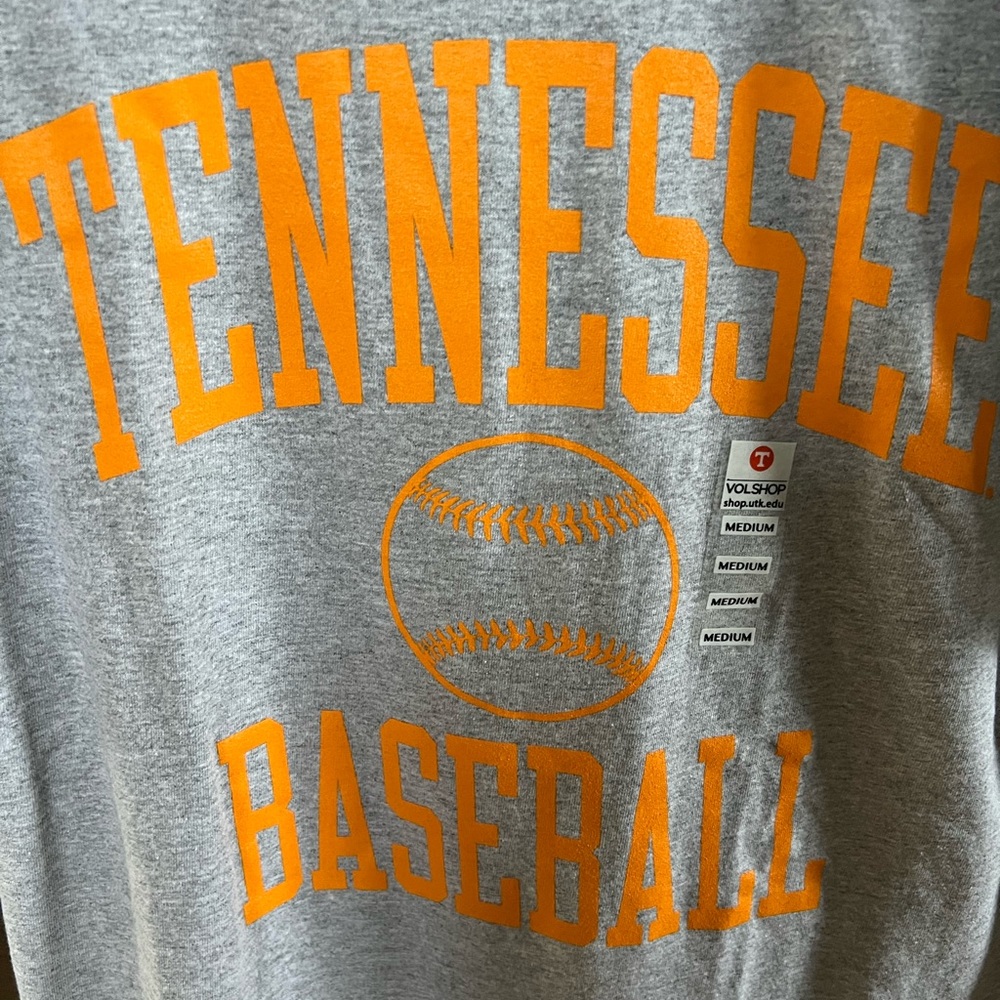 TENNESSEE
T
VOLSHOP
shop.utk.edu
MEDIUM
MEDIUM
MEDIUM
MEDIUM
BASEBALL